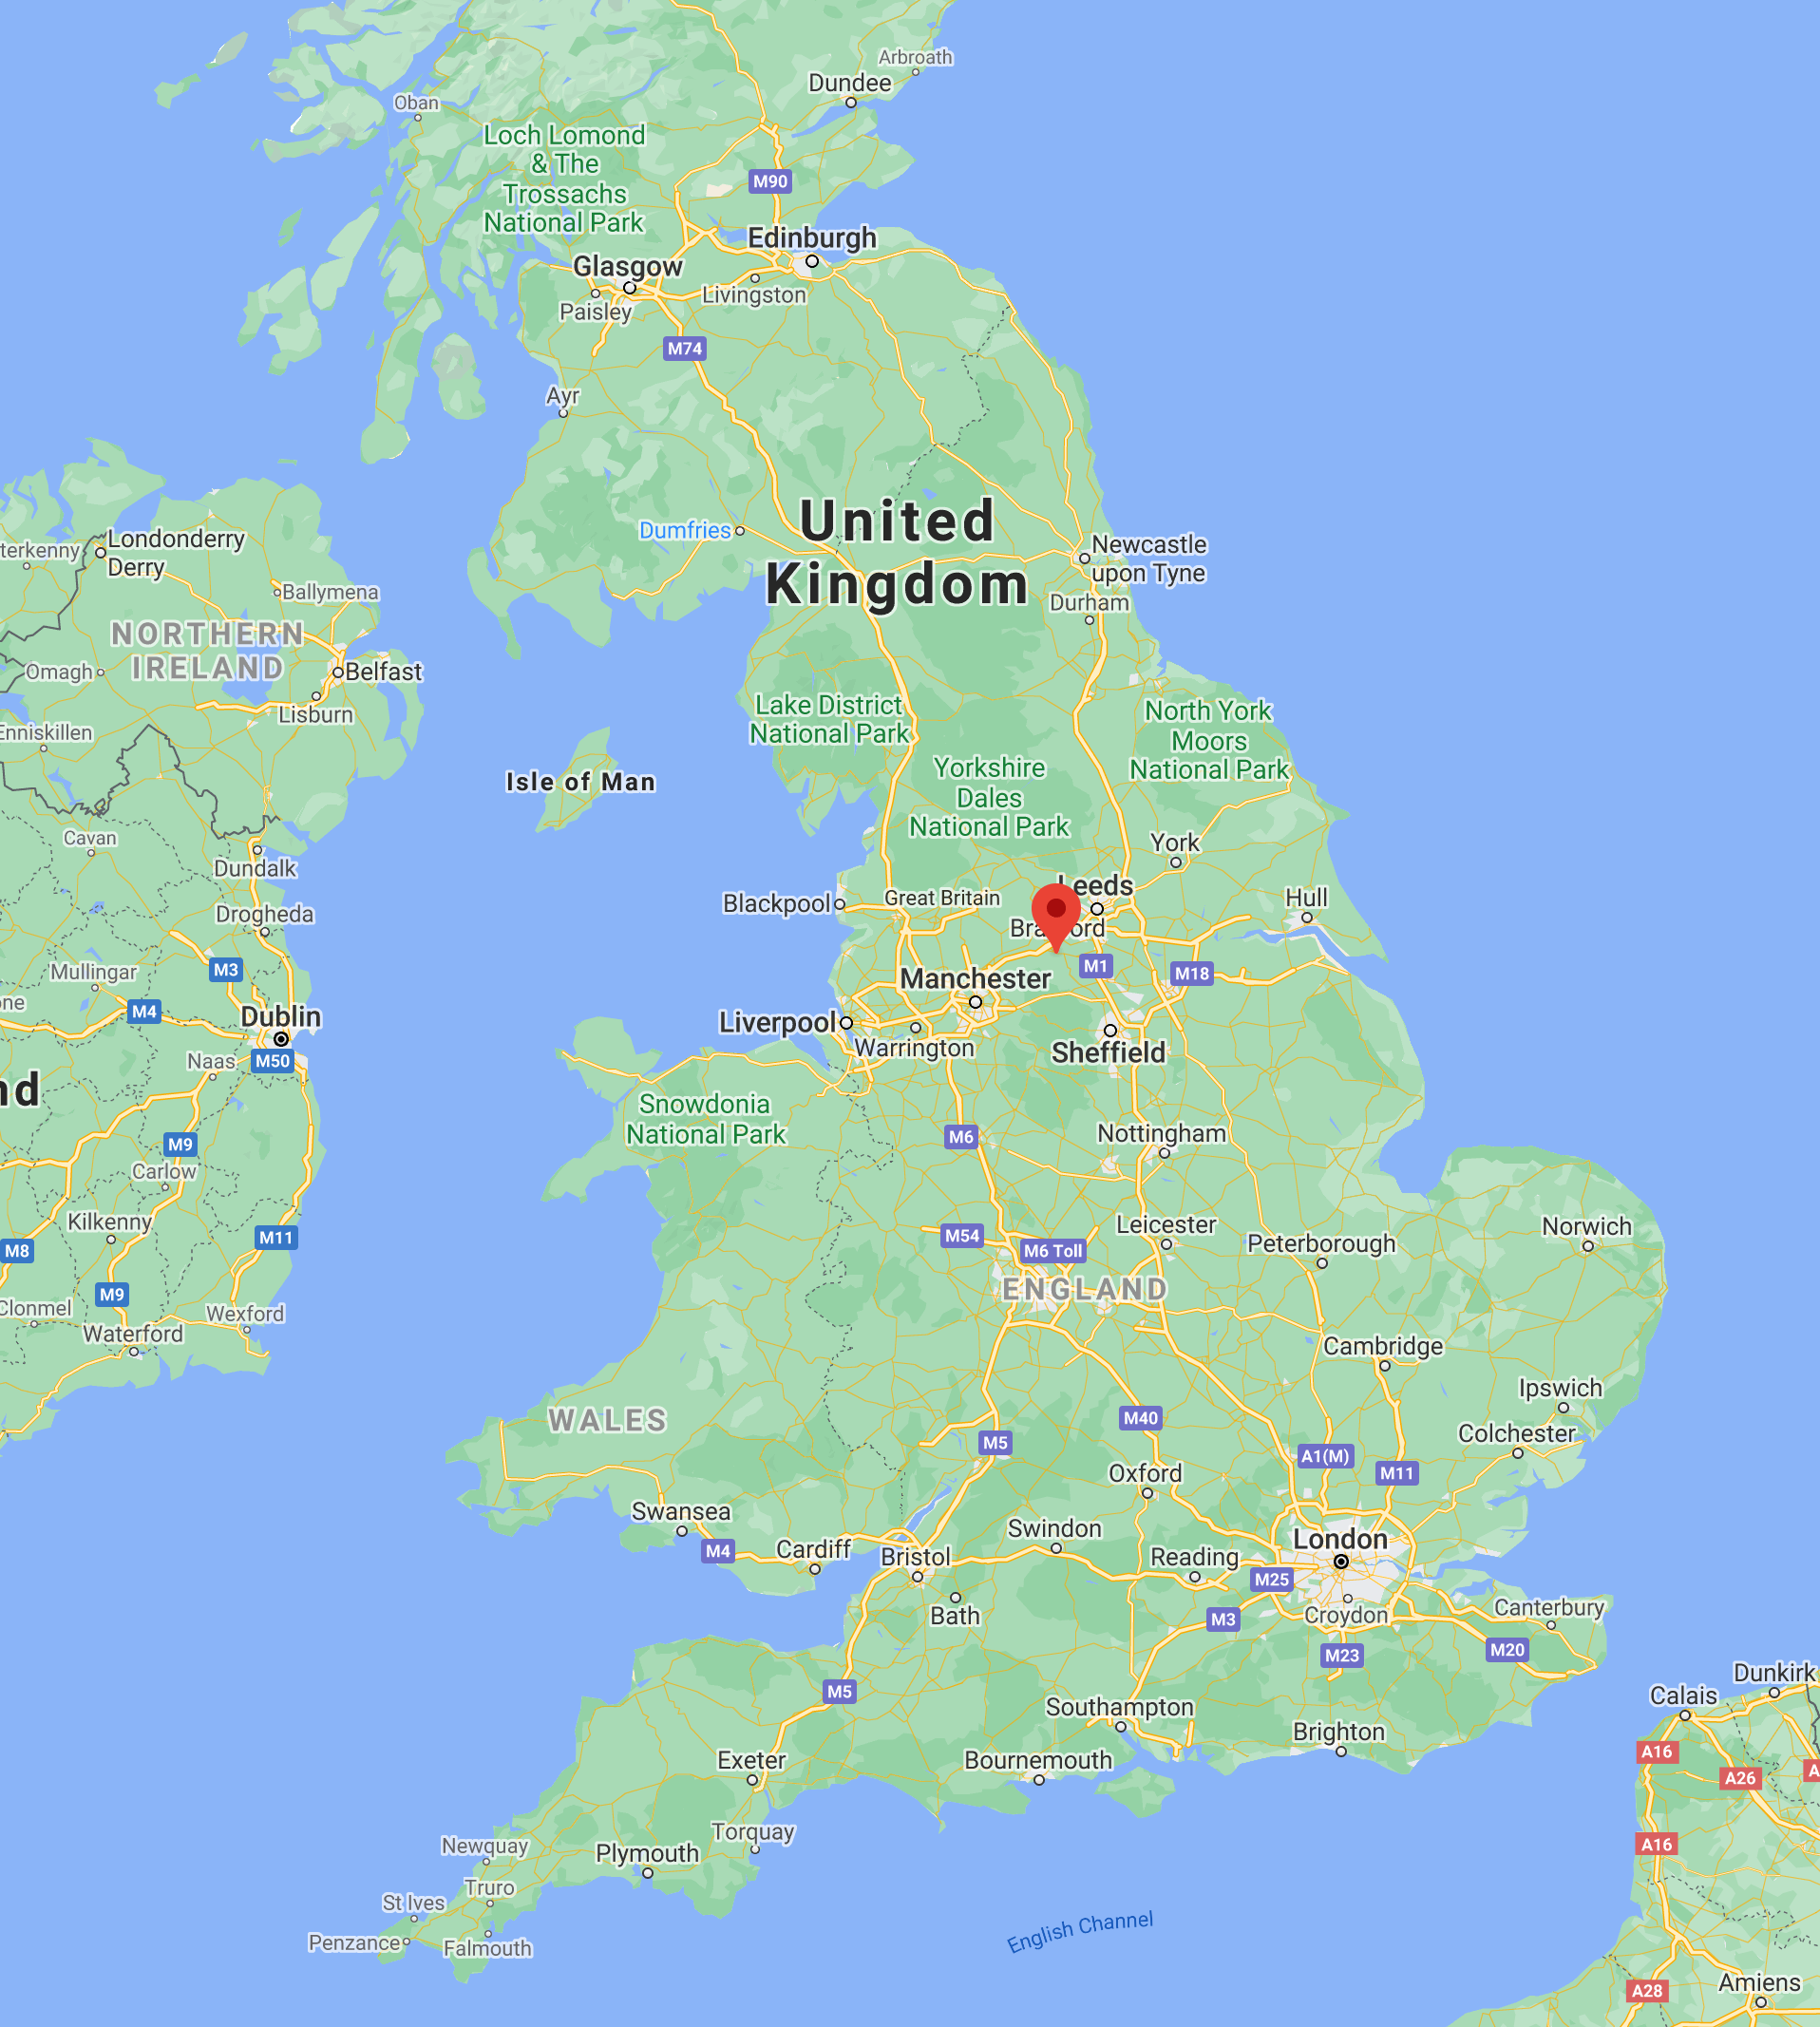 Arbroath
Dundee
Oban
Loch Lomond
& The
Trossachs
National Park
M90
Edinburgh
Glasgow
Livingston
Paisley
M74
Ayr
United
Kingdom
Dumfries
Londonderry
Derry
terkenny
Newcastle
upon Tyne
Ballymena
Durham
NORTHERN
IRELAND
Omagh
Belfast
Lisburn
Enniskillen
Lake District
National Park
North York
Moors
National Park
Isle of Man
Yorkshire
Dales
National Park
Cavan
York
Dundalk
Leeds
Blackpool
Great Britain
Hull
Drogheda
M1
M3
Mullingar
M18
Manchester
one
M4
Dublin
Liverpool
Warrington
Sheffield
Naas
M50
nd
Snowdonia
National Park
M6
Nottingham
M9
Carlow
Kilkenny
M11
M8
M54
M6 Toll
Leicester
Peterborough
Norwich
M9
ENGLAND
Clonmel
Wexford
Waterford
Cambridge
Ipswich
WALES
M40
M5
Colchester
A1(M)
M11
Oxford
Swansea
Swindon
London
M4
Cardiff
Bristol
Reading
M25
Bath
M3
Croydon
Canterbury
M23
M20
M5
Dunkirk
Calais
Southampton
Brighton
A16
Exeter
Bournemouth
A26
A
Torquay
Newquay
Plymouth
A16
Truro
St Ives
English Channel
Penzance
Falmouth
A28
Amiens